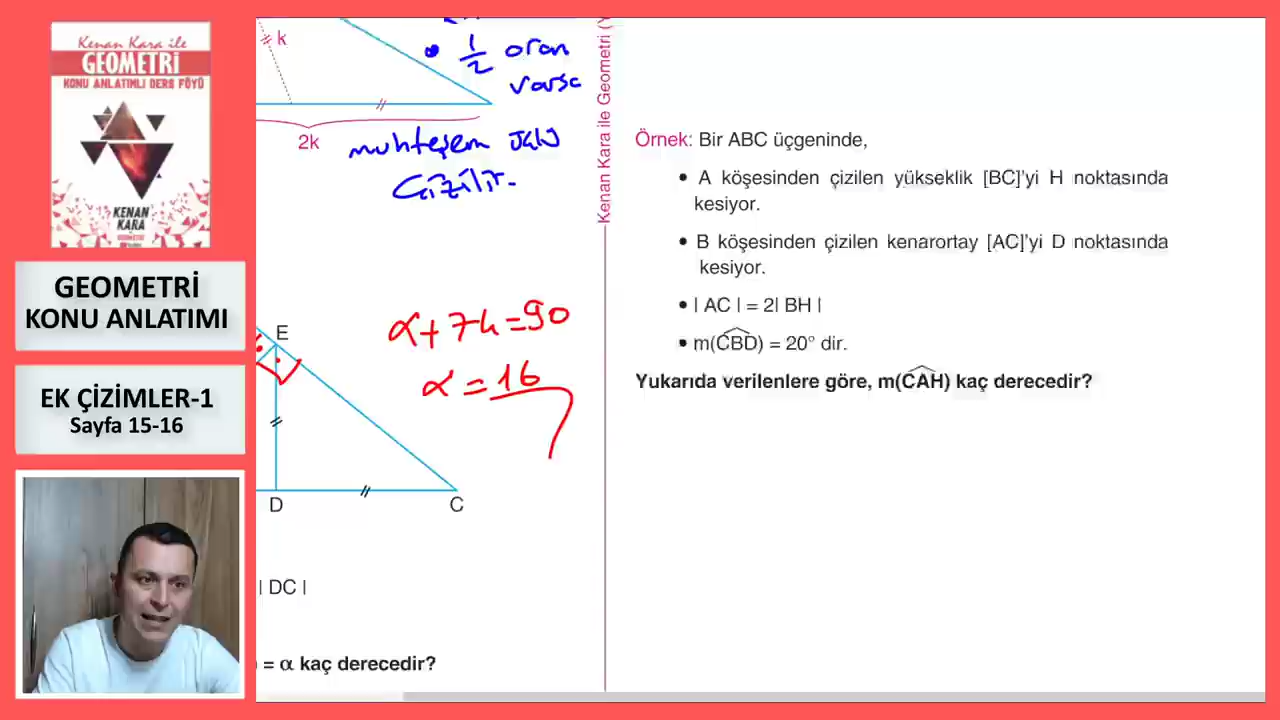 Kenan Kara ile
GEOMETRİ
KONU ANLATIMLI DERS FÖYÜ
KENAN
KARA
GEOMETRİ
KONU ANLATIMI
EK ÇİZİMLER-1
Sayfa 15-16
k
• 1/2 oran
varsa
2k
muhteşem
Çizilir.
E
α+74=90
α=16
D
C
| DC |
= α kaç derecedir?
Kenan Kara ile Geometri (Y
Örnek: Bir ABC üçgeninde,
• A köşesinden çizilen yükseklik [BC]'yi H noktasında
kesiyor.
• B köşesinden çizilen kenarortay [AC]'yi D noktasında
kesiyor.
• | AC | = 2| BH |
• m(CBD) = 20° dir.
Yukarıda verilenlere göre, m(CAH) kaç derecedir?